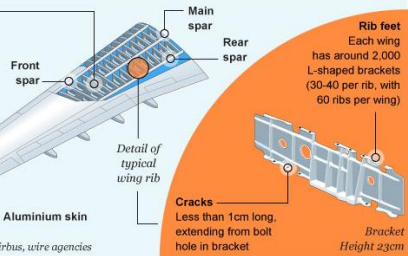 Main
spar
Rear
spar
Front
spar
Detail of
typical
wing rib
Aluminium skin
irbus, wire agencies
Rib feet
Each wing
has around 2,000
L-shaped brackets
(30-40 per rib, with
60 ribs per wing)
Cracks
Less than 1cm long,
extending from bolt
hole in bracket
Bracket
Height 23cm